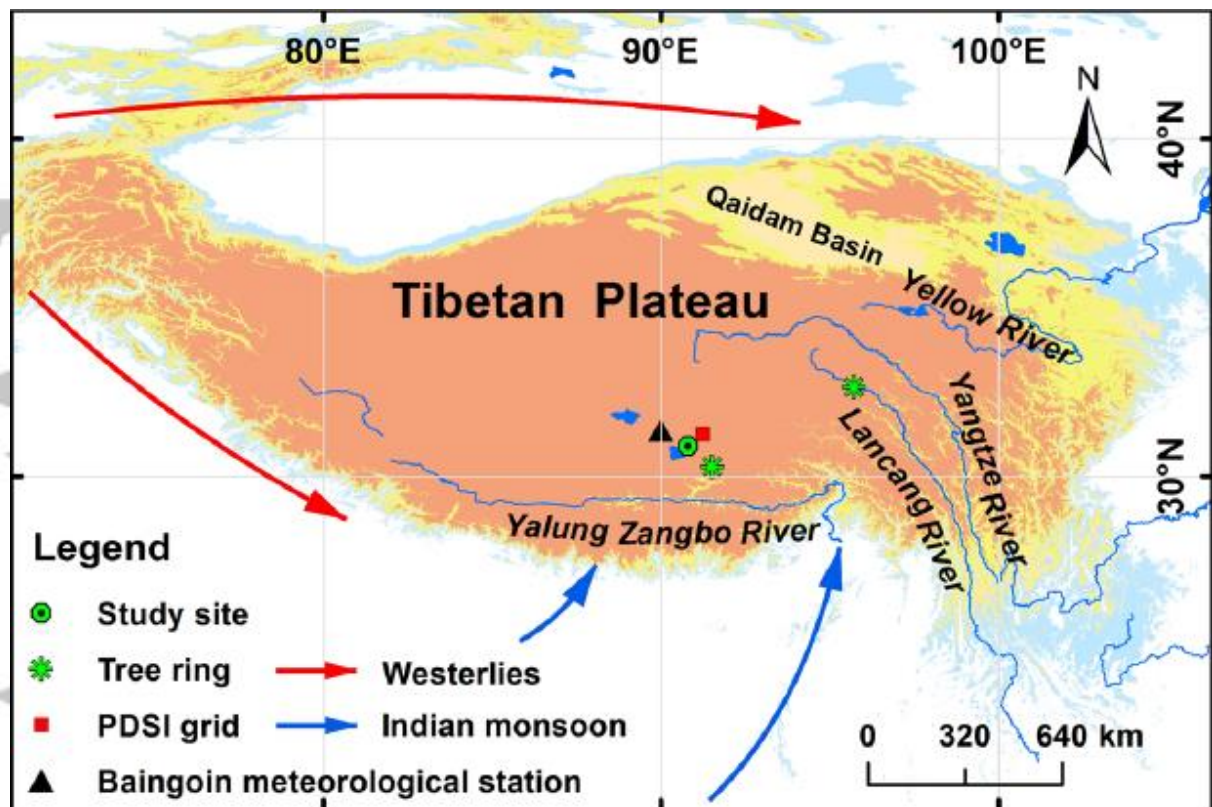 80°E
90°E
100°E
N
40°N
Qaidam Basin
Yellow River
Tibetan Plateau
Yangtze River
Lancang River
30°N
Yalung Zangbo River
Legend
Study site
Tree ring
Westerlies
PDSI grid
Indian monsoon
0 320 640 km
Baingoin meteorological station